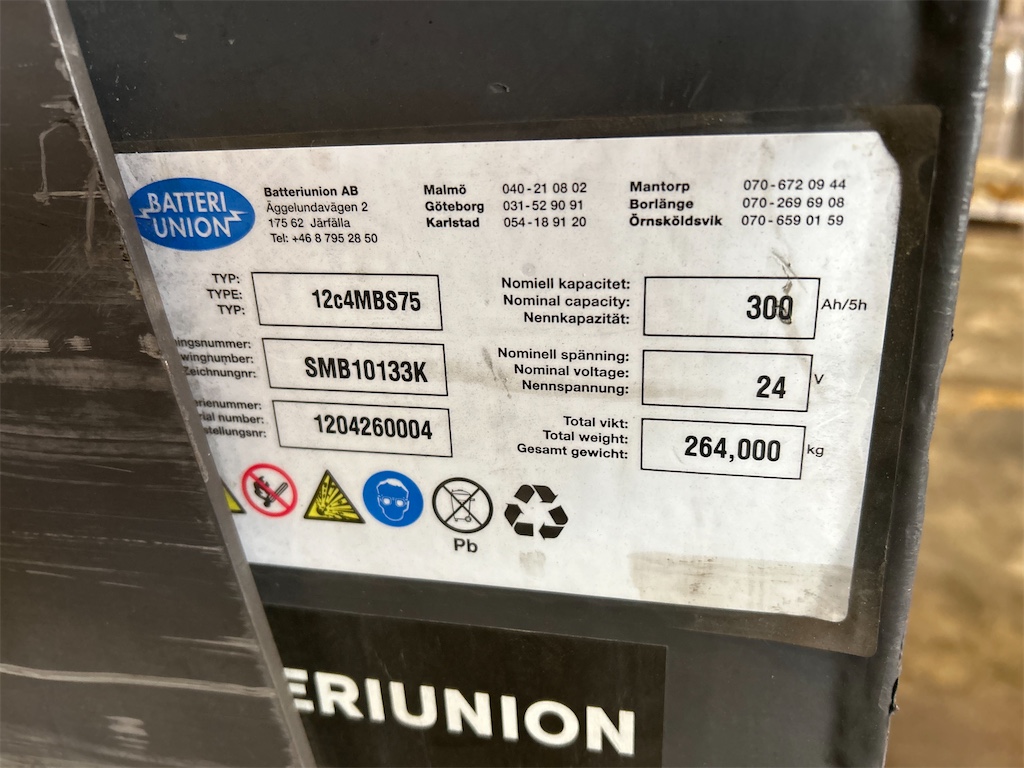 BATTERI
UNION
Batteriunion AB
Äggelundavägen 2
175 62 Järfälla
Tel: +46 8 795 28 50
Malmö 040-21 08 02
Göteborg 031-52 90 91
Karlstad 054-18 91 20
Mantorp 070-672 09 44
Borlänge 070-269 69 08
Örnsköldsvik 070-659 01 59
TYP:
TYPE:
TYP:
12c4MBS75
ningsnummer:
wingnumber:
Zeichnungnr:
SMB10133K
erienummer:
rial number:
stellungsnr:
1204260004
Nomiell kapacitet:
Nominal capacity:
Nennkapazität:
300 Ah/5h
Nominell spänning:
Nominal voltage:
Nennspannung:
24 V
Total vikt:
Total weight:
Gesamt gewicht:
264,000 kg
Pb
ERIUNION